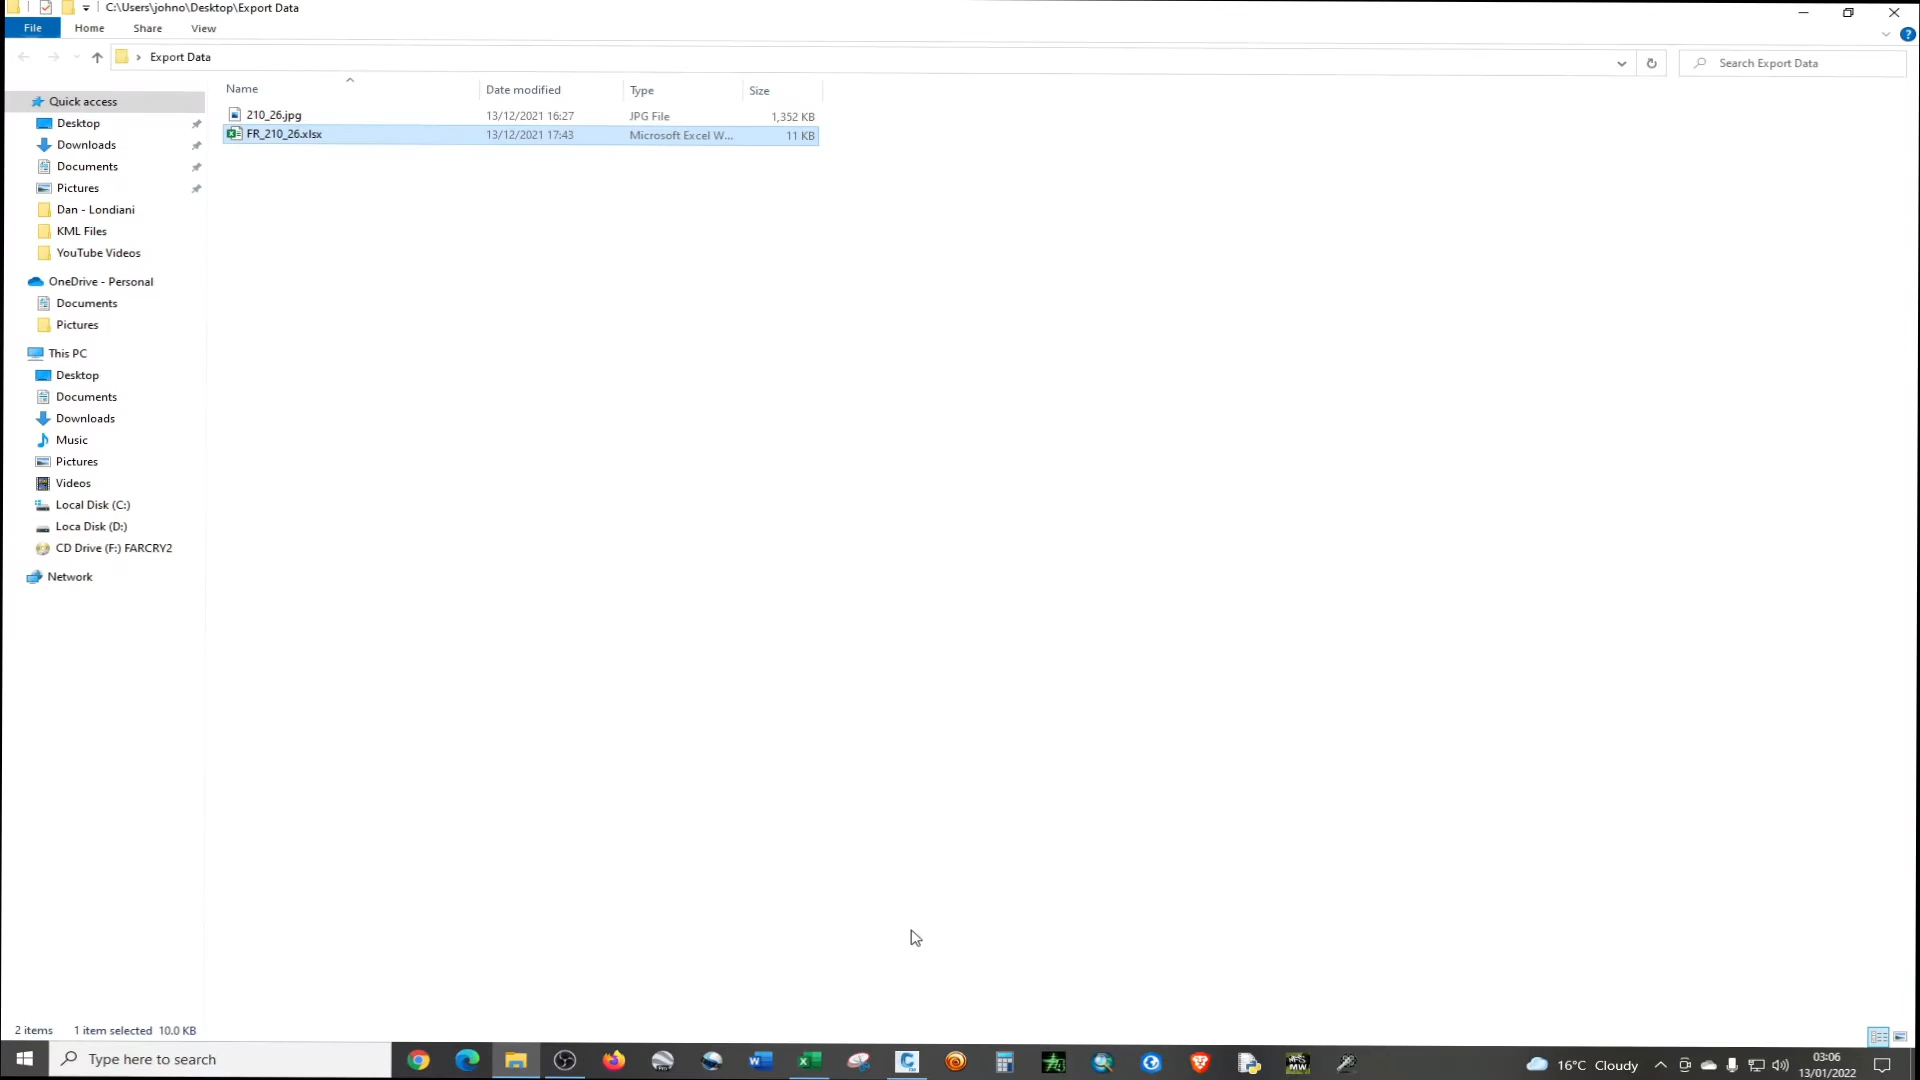 C:\Users\johno\Desktop\Export Data
File Home Share View
Export Data
Search Export Data
Name Date modified Type Size
210_26.jpg 13/12/2021 16:27 JPG File 1,352 KB
FR_210_26.xlsx 13/12/2021 17:43 Microsoft Excel W... 11 KB
Quick access
Desktop
Downloads
Documents
Pictures
Dan - Londiani
KML Files
YouTube Videos
OneDrive - Personal
Documents
Pictures
This PC
Desktop
Documents
Downloads
Music
Pictures
Videos
Local Disk (C:)
Loca Disk (D:)
CD Drive (F:) FARCRY2
Network
2 items 1 item selected 10.0 KB
Type here to search
16°C Cloudy
03:06
13/01/2022